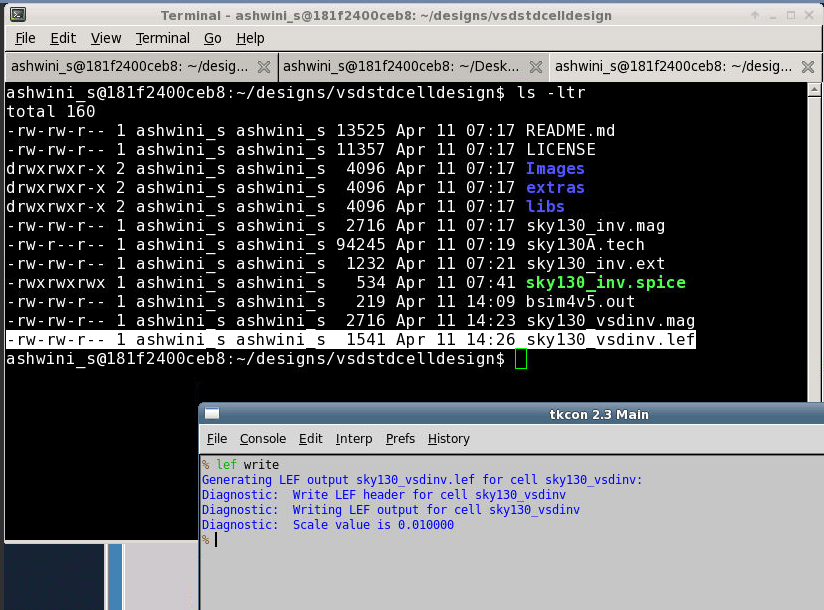 Terminal - ashwini_s@181f2400ceb8: ~/designs/vsdstdcelldesign
File Edit View Terminal Go Help
ashwini_s@181f2400ceb8: ~/desig... ashwini_s@181f2400ceb8: ~/Desk... ashwini_s@181f2400ceb8: ~/desig...
ashwini_s@181f2400ceb8:~/designs/vsdstdcelldesign$ ls -ltr
total 160
-rw-rw-r-- 1 ashwini_s ashwini_s 13525 Apr 11 07:17 README.md
-rw-rw-r-- 1 ashwini_s ashwini_s 11357 Apr 11 07:17 LICENSE
drwxrwxr-x 2 ashwini_s ashwini_s  4096 Apr 11 07:17 Images
drwxrwxr-x 2 ashwini_s ashwini_s  4096 Apr 11 07:17 extras
drwxrwxr-x 2 ashwini_s ashwini_s  4096 Apr 11 07:17 libs
-rw-rw-r-- 1 ashwini_s ashwini_s  2716 Apr 11 07:17 sky130_inv.mag
-rw-r--r-- 1 ashwini_s ashwini_s 94245 Apr 11 07:19 sky130A.tech
-rw-rw-r-- 1 ashwini_s ashwini_s  1232 Apr 11 07:21 sky130_inv.ext
-rwxrwxrwx 1 ashwini_s ashwini_s   534 Apr 11 07:41 sky130_inv.spice
-rw-rw-r-- 1 ashwini_s ashwini_s   219 Apr 11 14:09 bsim4v5.out
-rw-rw-r-- 1 ashwini_s ashwini_s  2716 Apr 11 14:23 sky130_vsdinv.mag
-rw-rw-r-- 1 ashwini_s ashwini_s  1541 Apr 11 14:26 sky130_vsdinv.lef
ashwini_s@181f2400ceb8:~/designs/vsdstdcelldesign$
tkcon 2.3 Main
File Console Edit Interp Prefs History
% lef write
Generating LEF output sky130_vsdinv.lef for cell sky130_vsdinv:
Diagnostic:  Write LEF header for cell sky130_vsdinv
Diagnostic:  Writing LEF output for cell sky130_vsdinv
Diagnostic:  Scale value is 0.010000
%